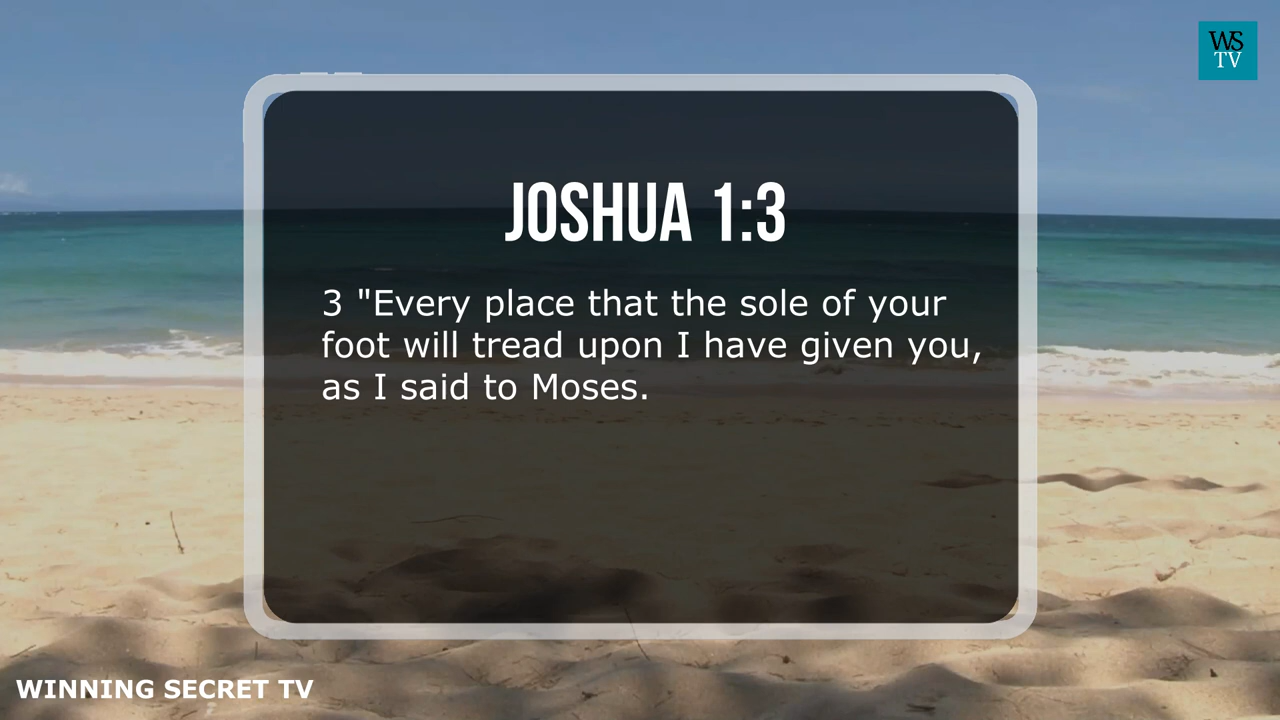 WS
TV
JOSHUA 1:3
3 "Every place that the sole of your
foot will tread upon I have given you,
as I said to Moses.
WINNING SECRET TV